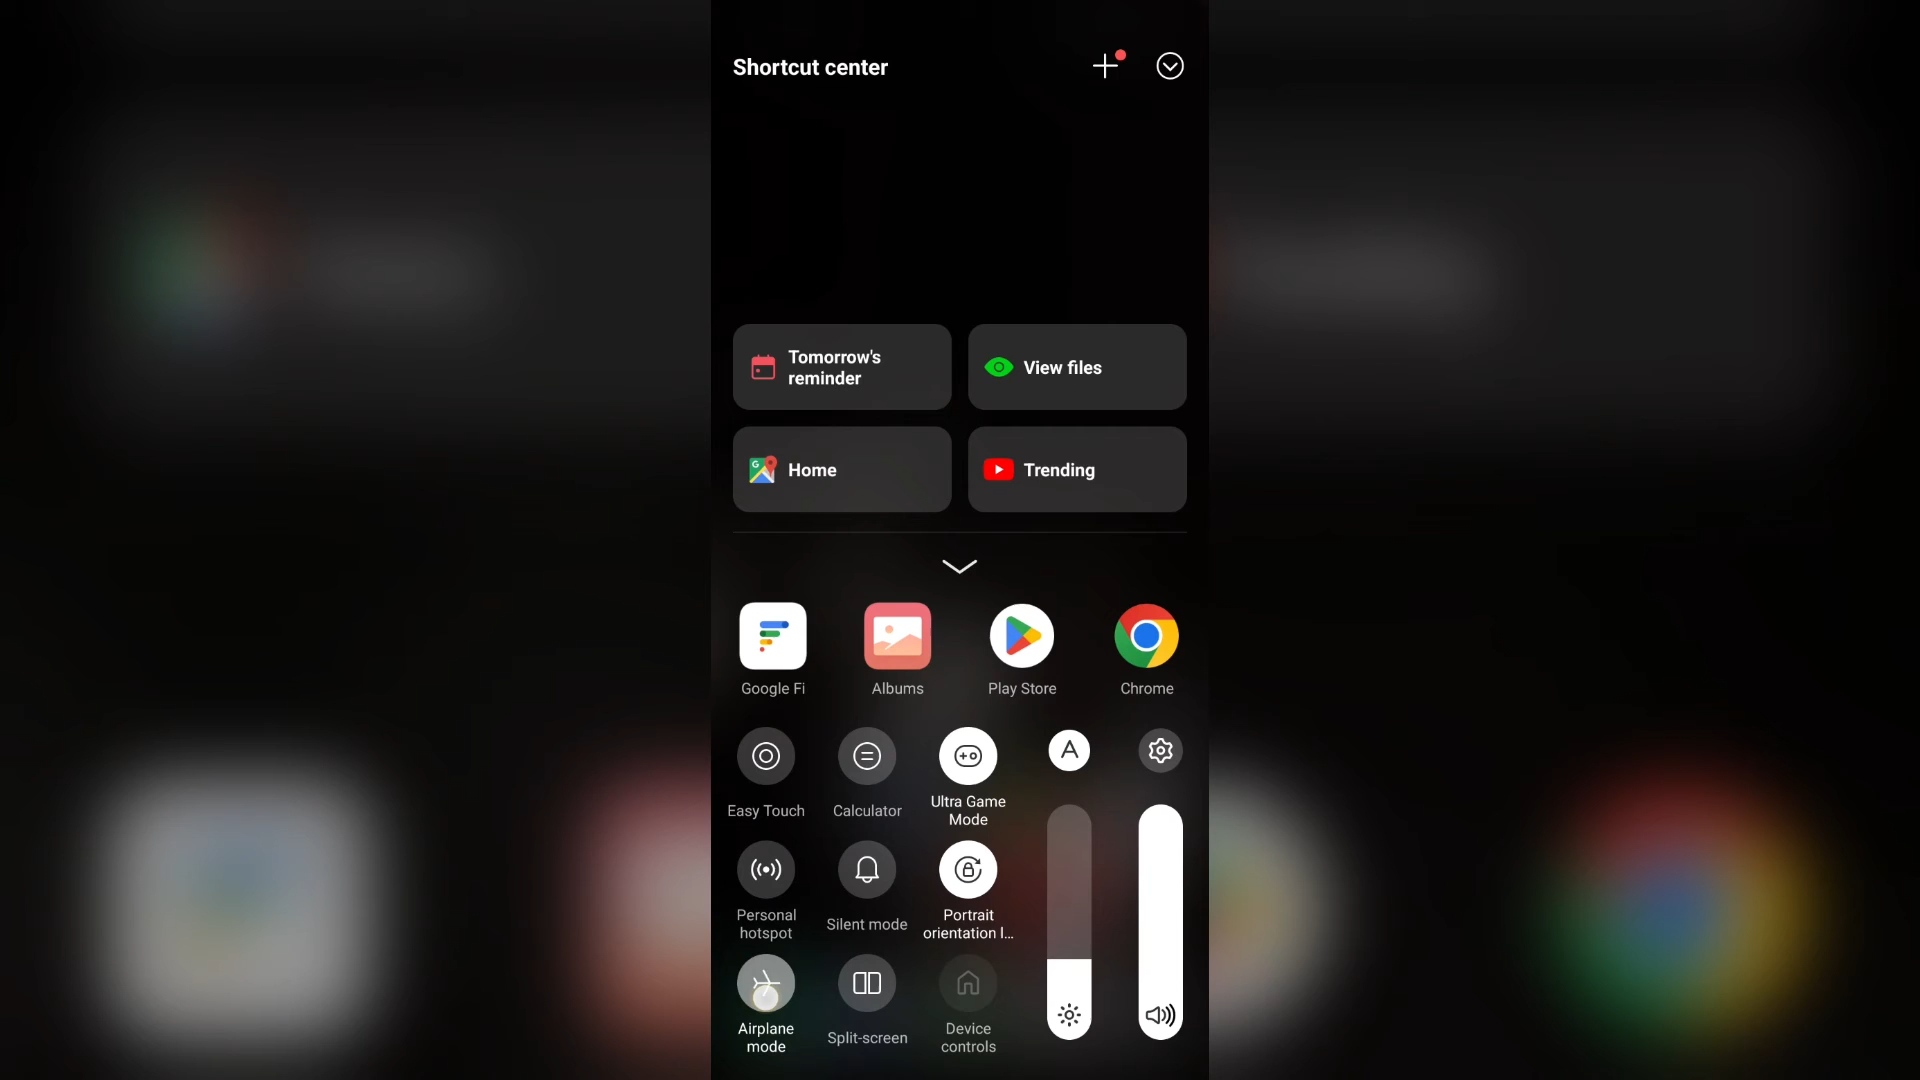 Shortcut center
Tomorrow's
reminder
View files
Home
Trending
Google Fi
Albums
Play Store
Chrome
Easy Touch
Calculator
Ultra Game
Mode
A
Personal
hotspot
Silent mode
Portrait
orientation l...
Airplane
mode
Split-screen
Device
controls